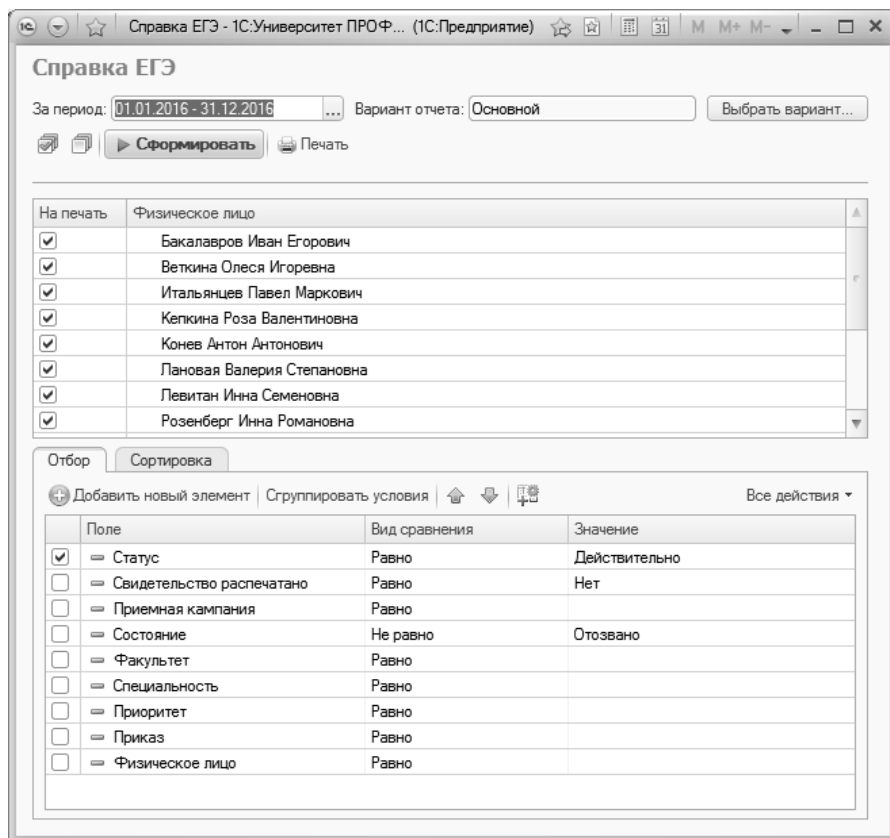 Справка ЕГЭ - 1С:Университет ПРОФ... (1С:Предприятие) 31 M M+ M-
Справка ЕГЭ
За период: 01.01.2016 - 31.12.2016 ... Вариант отчета: Основной Выбрать вариант...
Сформировать Печать
На печать Физическое лицо
Бакалавров Иван Егорович
Веткина Олеся Игоревна
Итальянцев Павел Маркович
Кепкина Роза Валентиновна
Конев Антон Антонович
Лановая Валерия Степановна
Левитан Инна Семеновна
Розенберг Инна Романовна
Отбор Сортировка
Добавить новый элемент Сгруппировать условия Все действия
Поле Вид сравнения Значение
Статус Равно Действительно
Свидетельство распечатано Равно Нет
Приемная кампания Равно
Состояние Не равно Отозвано
Факультет Равно
Специальность Равно
Приоритет Равно
Приказ Равно
Физическое лицо Равно